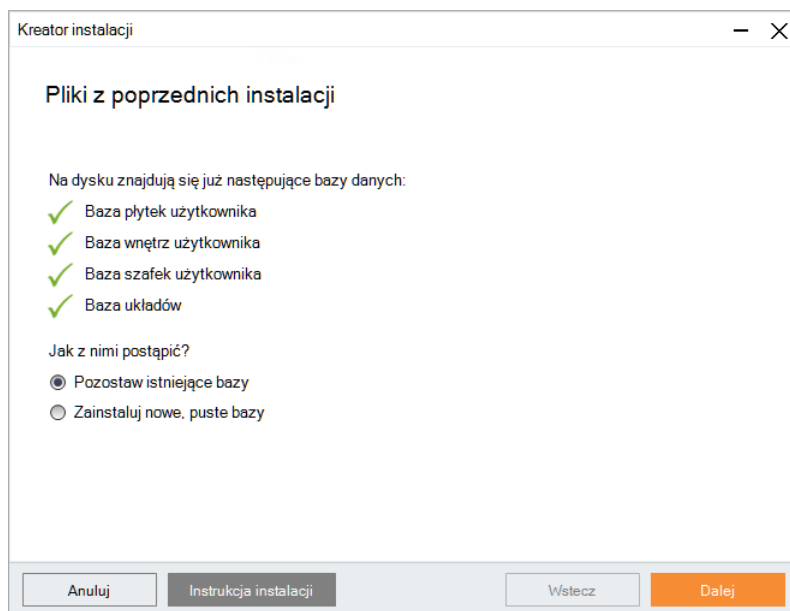 Kreator instalacji
Pliki z poprzednich instalacji
Na dysku znajdują się już następujące bazy danych:
Baza płytek użytkownika
Baza wnętrz użytkownika
Baza szafek użytkownika
Baza układów
Jak z nimi postąpić?
Pozostaw istniejące bazy
Zainstaluj nowe, puste bazy
Anuluj
Instrukcja instalacji
Wstecz
Dalej